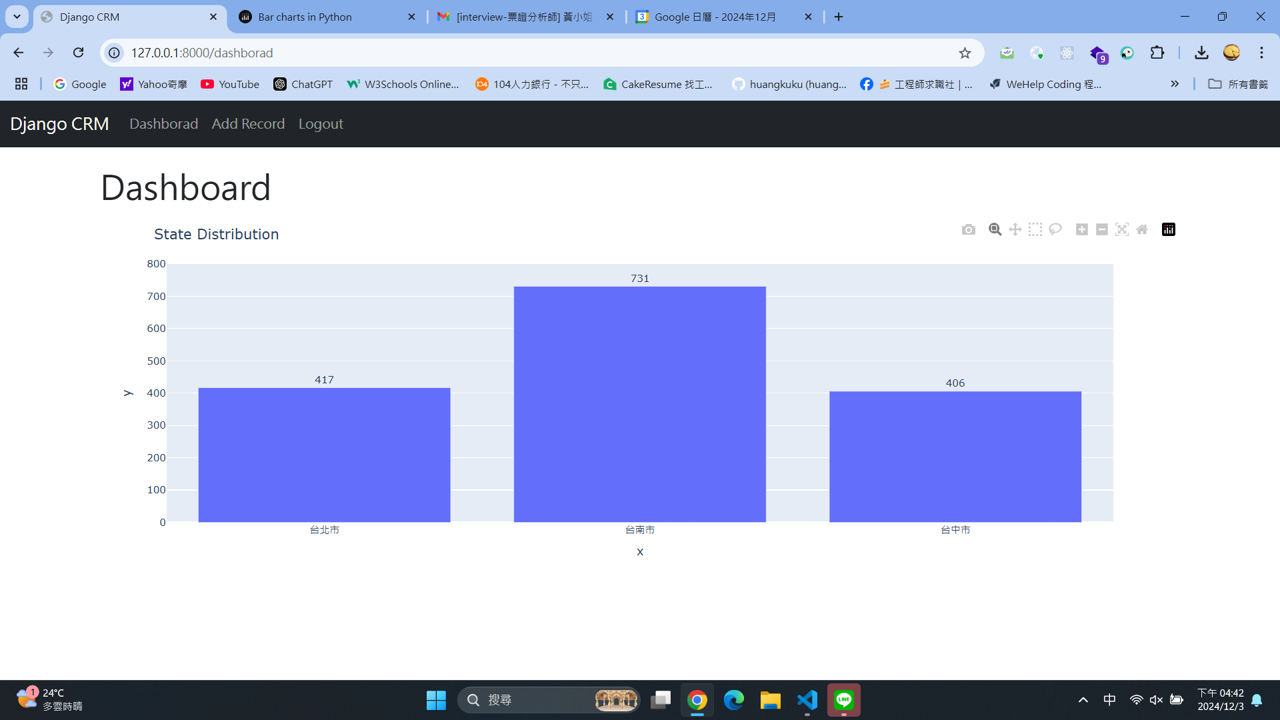 Django CRM
Bar charts in Python
[interview-票證分析師] 黃小姐
Google 日曆 - 2024年12月
127.0.0.1:8000/dashborad
9
Google
Yahoo奇摩
YouTube
ChatGPT
W3Schools Online...
104人力銀行 - 不只...
CakeResume 找工...
huangkuku (huang...
工程師求職社 | ...
WeHelp Coding 程...
»
所有書籤
Django CRM
Dashborad
Add Record
Logout
Dashboard
State Distribution
800
700
600
500
400
300
200
100
0
y
417
731
406
台北市
台南市
台中市
x
1
24°C
多雲時晴
搜尋
中
下午 04:42
2024/12/3